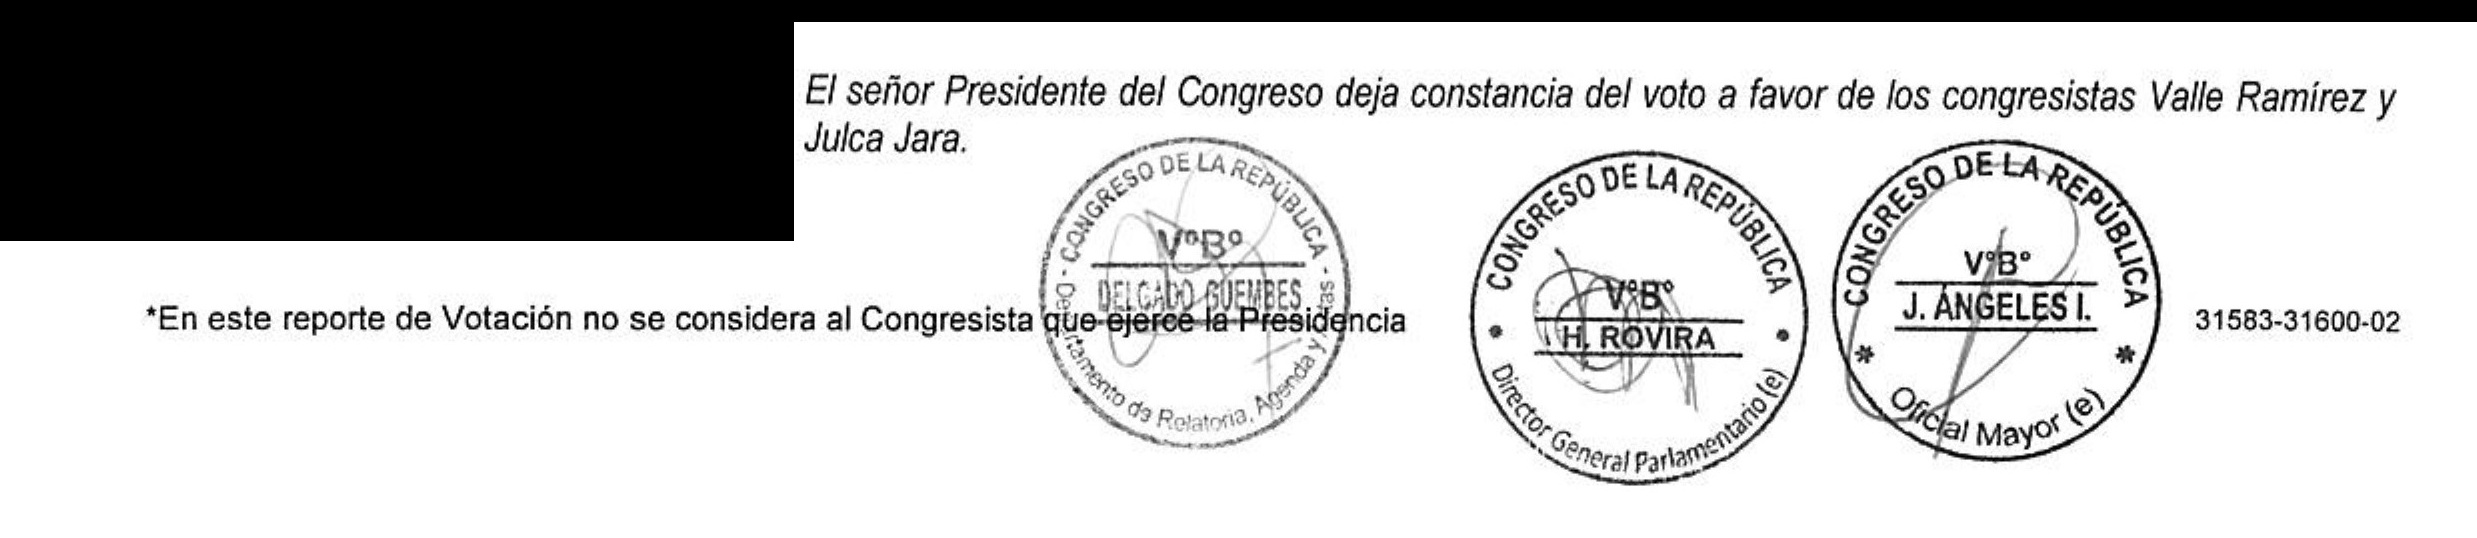 El señor Presidente del Congreso deja constancia del voto a favor de los congresistas Valle Ramírez y
Julca Jara.
CONGRESO DE LA REPÚBLICA
V°B°
DELGADO GUEMBES
Departamento de Relatoria, Agenda y Actas
CONGRESO DE LA REPÚBLICA
V°B°
H. ROVIRA
Director General Parlamentario (e)
CONGRESO DE LA REPÚBLICA
V°B°
J. ÁNGELES I.
Oficial Mayor (e)
*En este reporte de Votación no se considera al Congresista que ejerce la Presidencia
31583-31600-02